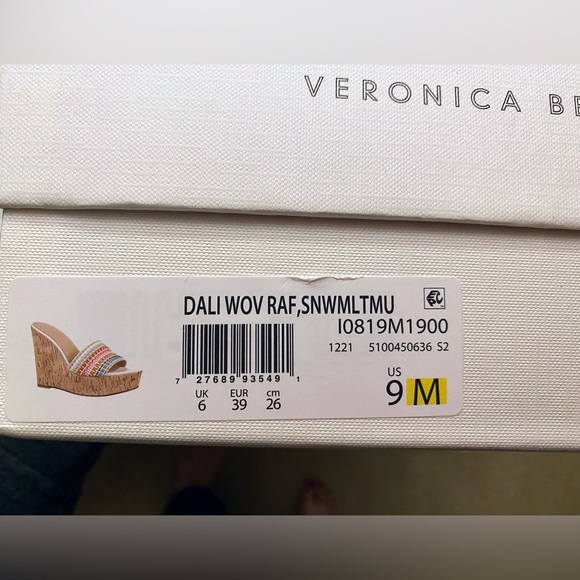 VERONICA BE
DALI WOV RAF,SNWMLTMU
I0819M1900
1221 5100450636 S2
7 27689 93549 1
UK EUR cm
6 39 26
US
9 M